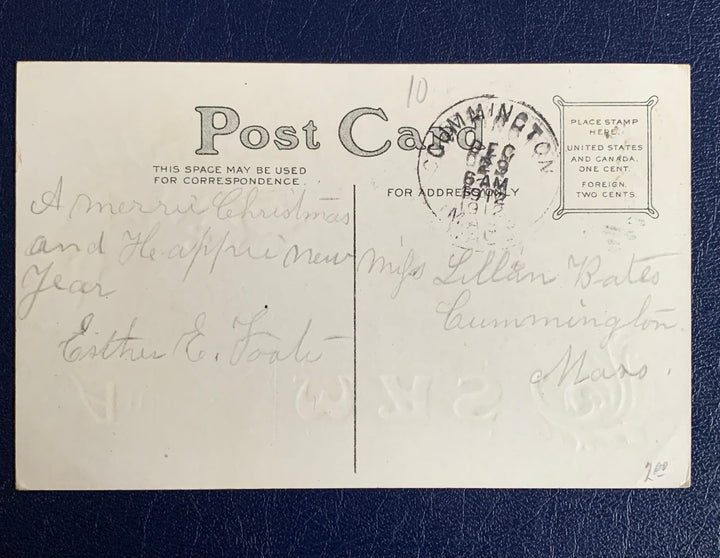 10
Post Card
THIS SPACE MAY BE USED
FOR CORRESPONDENCE.
FOR ADDRESS ONLY
PLACE STAMP
HERE.
UNITED STATES
AND CANADA.
ONE CENT.
FOREIGN,
TWO CENTS.
CUMMINGTON
DEC
6 AM
1912
A merrie Christmas
and Happie new
Year
Esther E. Foote
Miss Lillian Bates
Cummington
Mass.
2.00